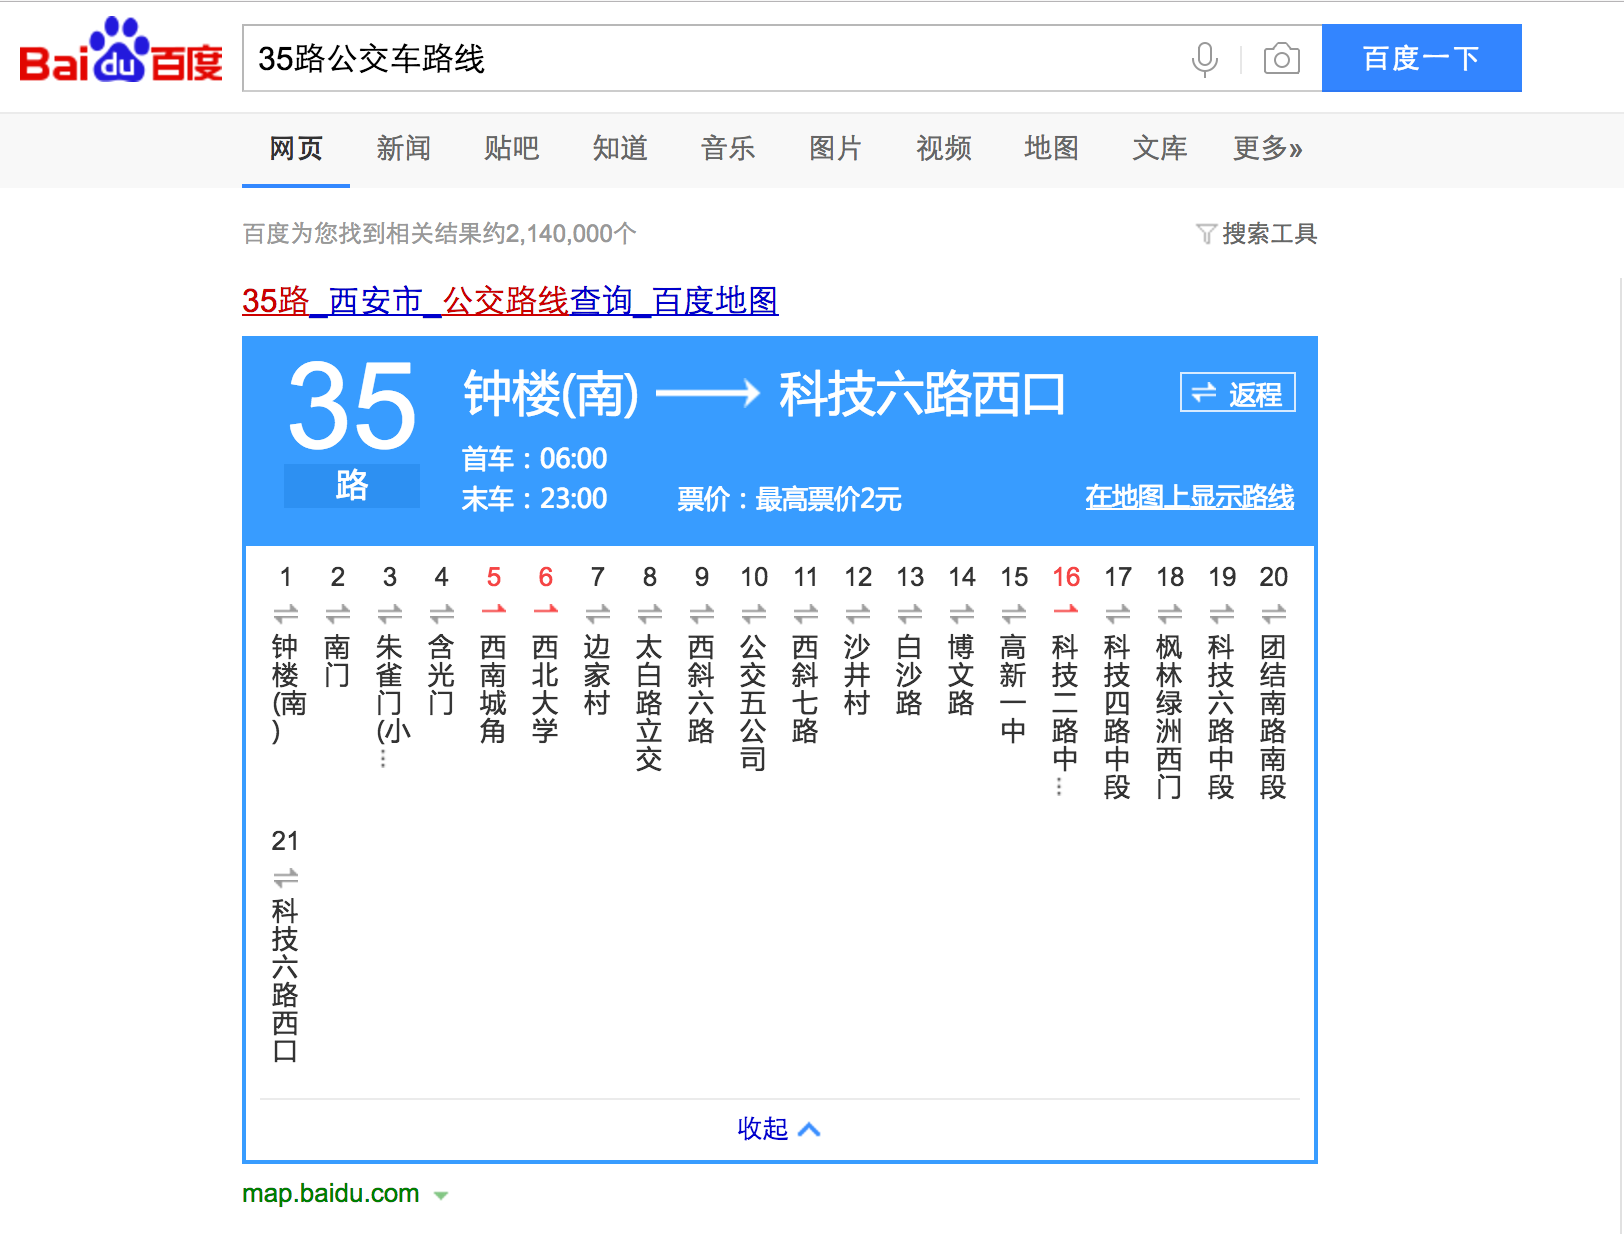 Bai du 百度
35路公交车路线
百度一下
网页 新闻 贴吧 知道 音乐 图片 视频 地图 文库 更多»
百度为您找到相关结果约2,140,000个
搜索工具
35路_西安市_公交路线查询_百度地图
35
路
钟楼(南) → 科技六路西口
返程
首车：06:00
末车：23:00
票价：最高票价2元
在地图上显示路线
1 ⇌ 钟楼(南)
2 ⇌ 南门
3 ⇌ 朱雀门(小…
4 ⇌ 含光门
5 ⇀ 西南城角
6 ⇀ 西北大学
7 ⇌ 边家村
8 ⇌ 太白路立交
9 ⇌ 西斜六路
10 ⇌ 公交五公司
11 ⇌ 西斜七路
12 ⇌ 沙井村
13 ⇌ 白沙路
14 ⇌ 博文路
15 ⇌ 高新一中
16 ⇀ 科技二路中…
17 ⇌ 科技四路中段
18 ⇌ 枫林绿洲西门
19 ⇌ 科技六路中段
20 ⇌ 团结南路南段
21 ⇌ 科技六路西口
收起
map.baidu.com